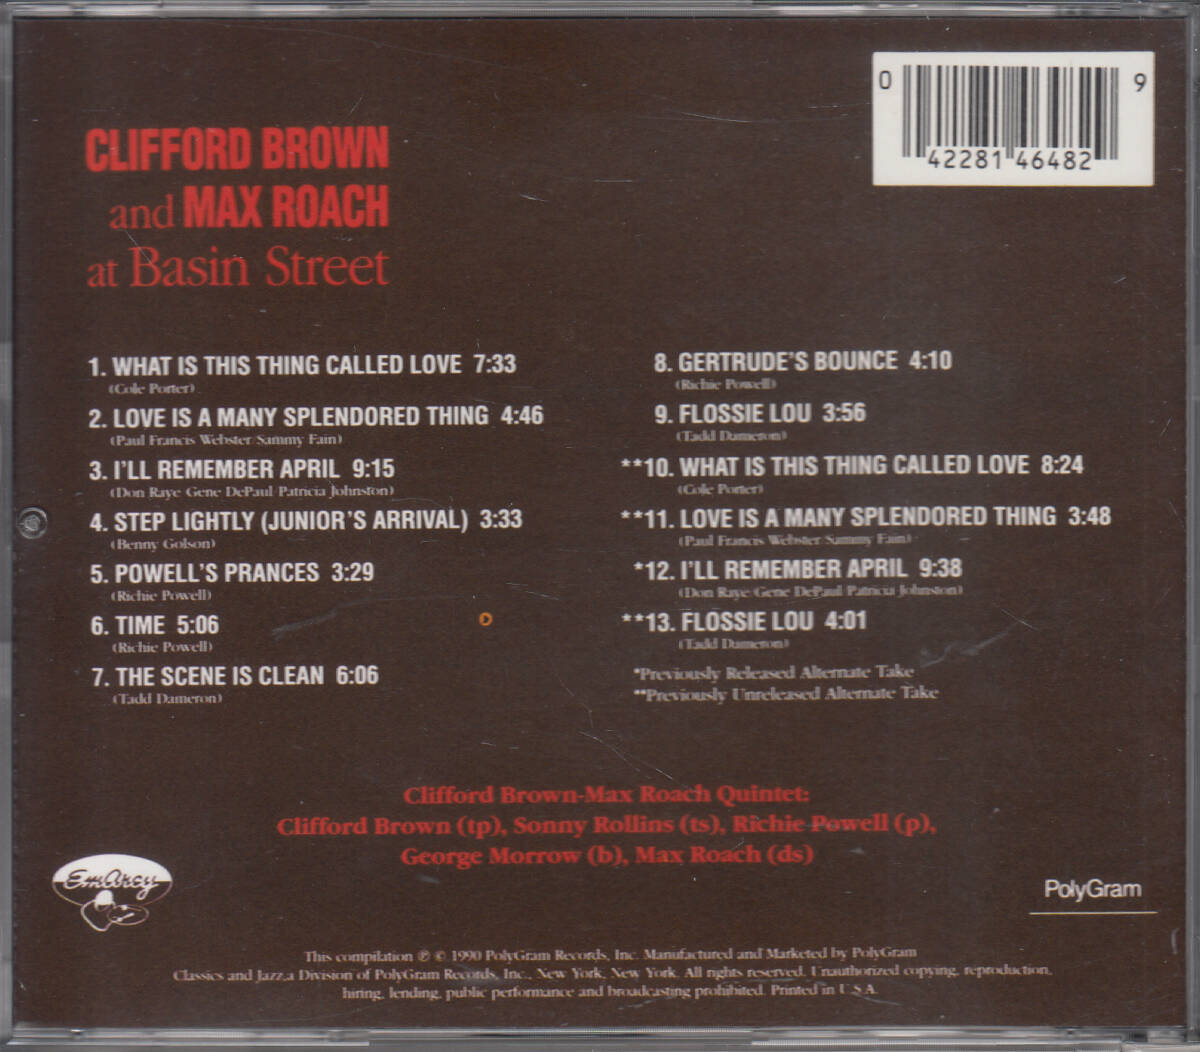 0 42281 46482 9
CLIFFORD BROWN
and MAX ROACH
at Basin Street
1. WHAT IS THIS THING CALLED LOVE 7:33
(Cole Porter)
2. LOVE IS A MANY SPLENDORED THING 4:46
(Paul Francis Webster/Sammy Fain)
3. I'LL REMEMBER APRIL 9:15
(Don Raye/Gene DePaul/Patricia Johnston)
4. STEP LIGHTLY (JUNIOR'S ARRIVAL) 3:33
(Benny Golson)
5. POWELL'S PRANCES 3:29
(Richie Powell)
6. TIME 5:06
(Richie Powell)
7. THE SCENE IS CLEAN 6:06
(Tadd Dameron)
8. GERTRUDE'S BOUNCE 4:10
(Richie Powell)
9. FLOSSIE LOU 3:56
(Tadd Dameron)
**10. WHAT IS THIS THING CALLED LOVE 8:24
(Cole Porter)
**11. LOVE IS A MANY SPLENDORED THING 3:48
(Paul Francis Webster/Sammy Fain)
*12. I'LL REMEMBER APRIL 9:38
(Don Raye/Gene DePaul/Patricia Johnston)
**13. FLOSSIE LOU 4:01
(Tadd Dameron)
*Previously Released Alternate Take
**Previously Unreleased Alternate Take
Clifford Brown-Max Roach Quintet:
Clifford Brown (tp), Sonny Rollins (ts), Richie Powell (p),
George Morrow (b), Max Roach (ds)
EmArcy
PolyGram
This compilation ℗ © 1990 PolyGram Records, Inc. Manufactured and Marketed by PolyGram
Classics and Jazz,a Division of PolyGram Records, Inc., New York, New York. All rights reserved. Unauthorized copying, reproduction,
hiring, lending, public performance and broadcasting prohibited. Printed in U.S.A.